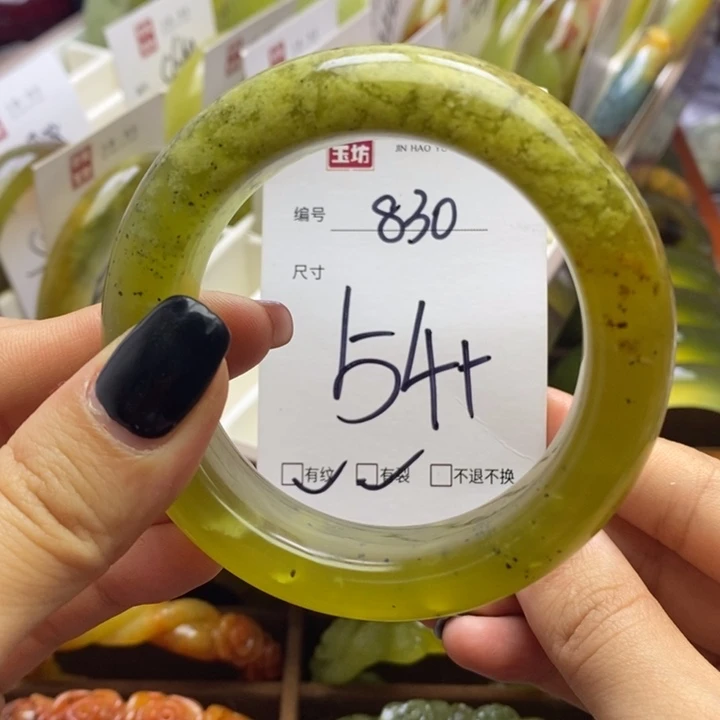 玉坊 JIN HAO YU
编号 830
尺寸
54+
□有纹 ✓ □有裂 ✓ □不退不换